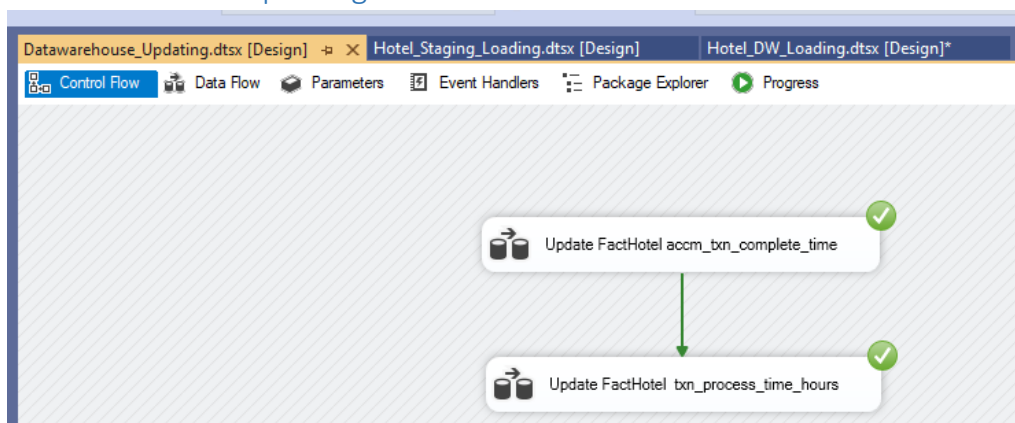 Datawarehouse_Updating.dtsx [Design] Hotel_Staging_Loading.dtsx [Design] Hotel_DW_Loading.dtsx [Design]*
Control Flow Data Flow Parameters Event Handlers Package Explorer Progress
Update FactHotel accm_txn_complete_time
Update FactHotel txn_process_time_hours